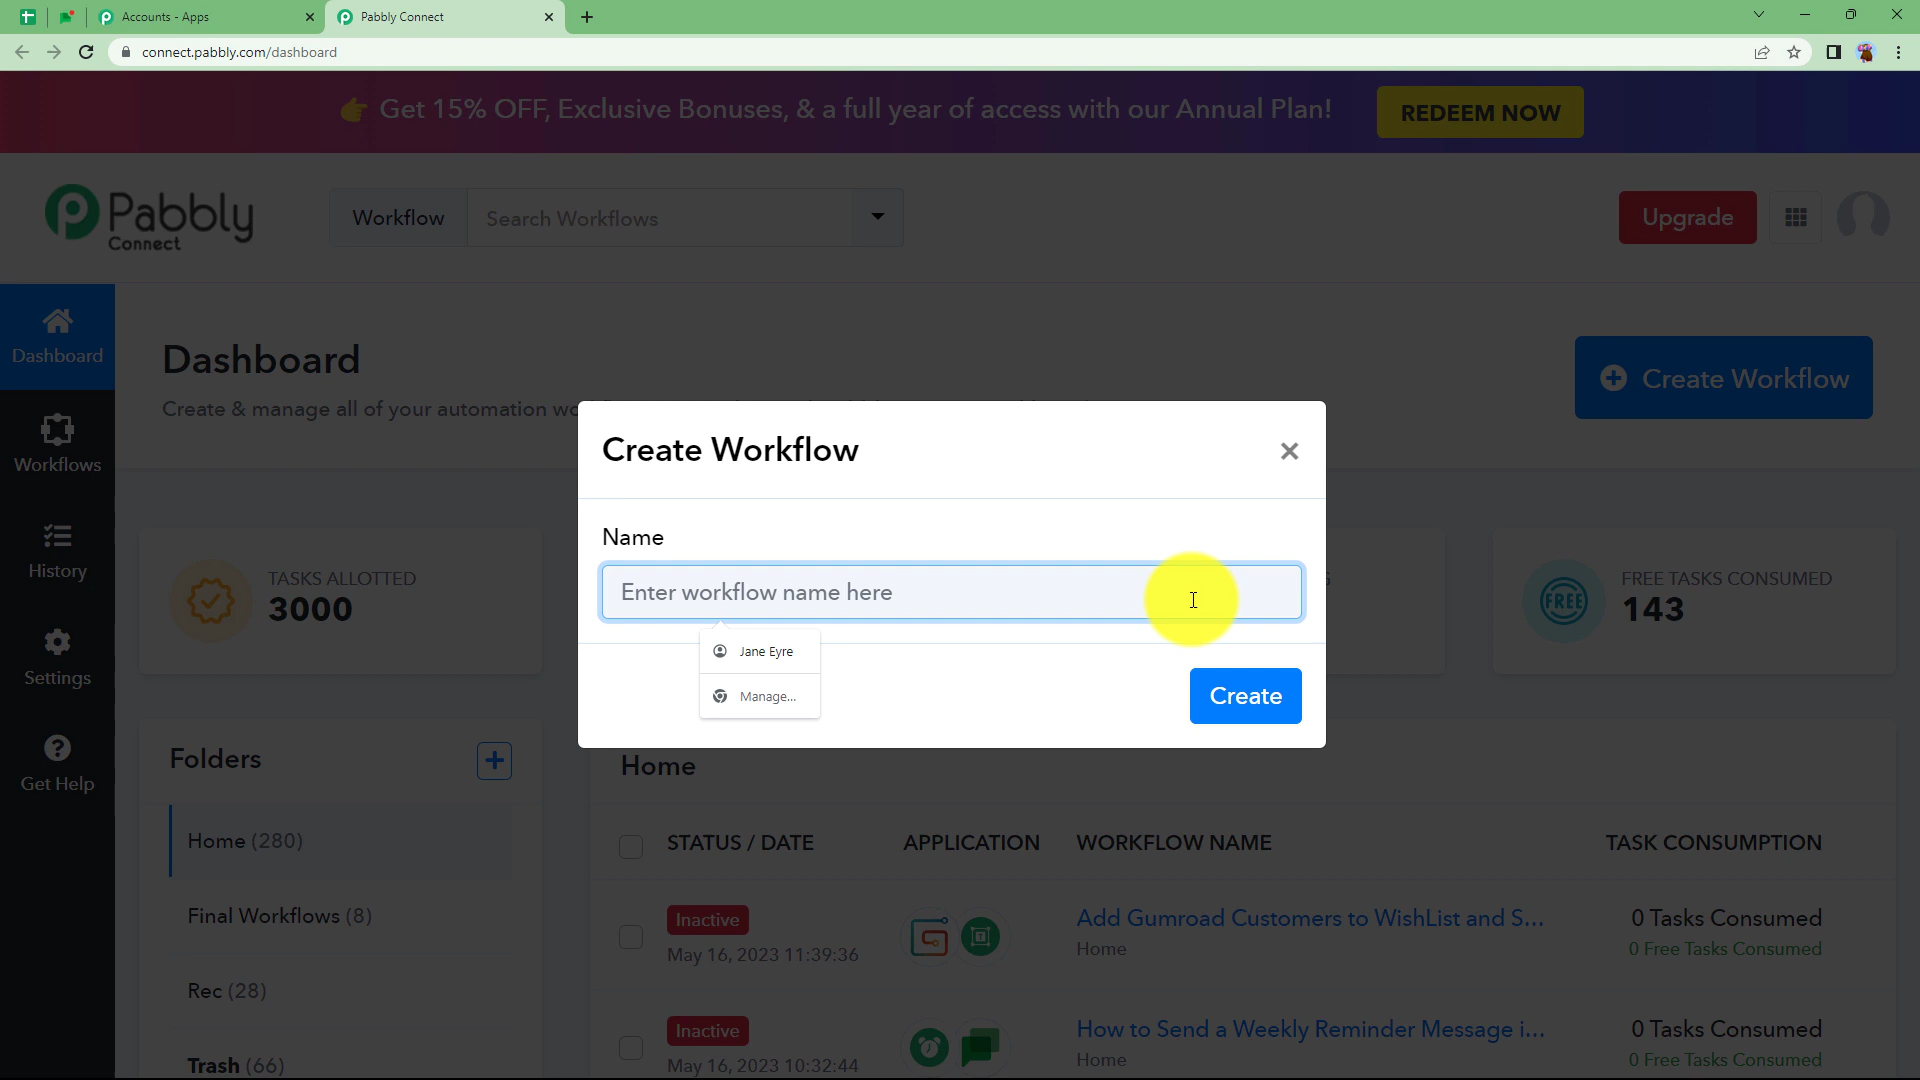 Accounts - Apps
Pabbly Connect
connect.pabbly.com/dashboard
👉 Get 15% OFF, Exclusive Bonuses, & a full year of access with our Annual Plan!
REDEEM NOW
Pabbly
Connect
Workflow
Search Workflows
Upgrade
Dashboard
Workflows
History
Settings
Get Help
Dashboard
Create & manage all of your automation wo
Create Workflow
Create Workflow
Name
Enter workflow name here
Jane Eyre
Manage...
Create
TASKS ALLOTTED
3000
FREE
FREE TASKS CONSUMED
143
Folders
Home (280)
Final Workflows (8)
Rec (28)
Trash (66)
Home
STATUS / DATE APPLICATION WORKFLOW NAME TASK CONSUMPTION
Inactive
May 16, 2023 11:39:36
Add Gumroad Customers to WishList and S...
Home
0 Tasks Consumed
0 Free Tasks Consumed
Inactive
May 16, 2023 10:32:44
How to Send a Weekly Reminder Message i...
Home
0 Tasks Consumed
0 Free Tasks Consumed